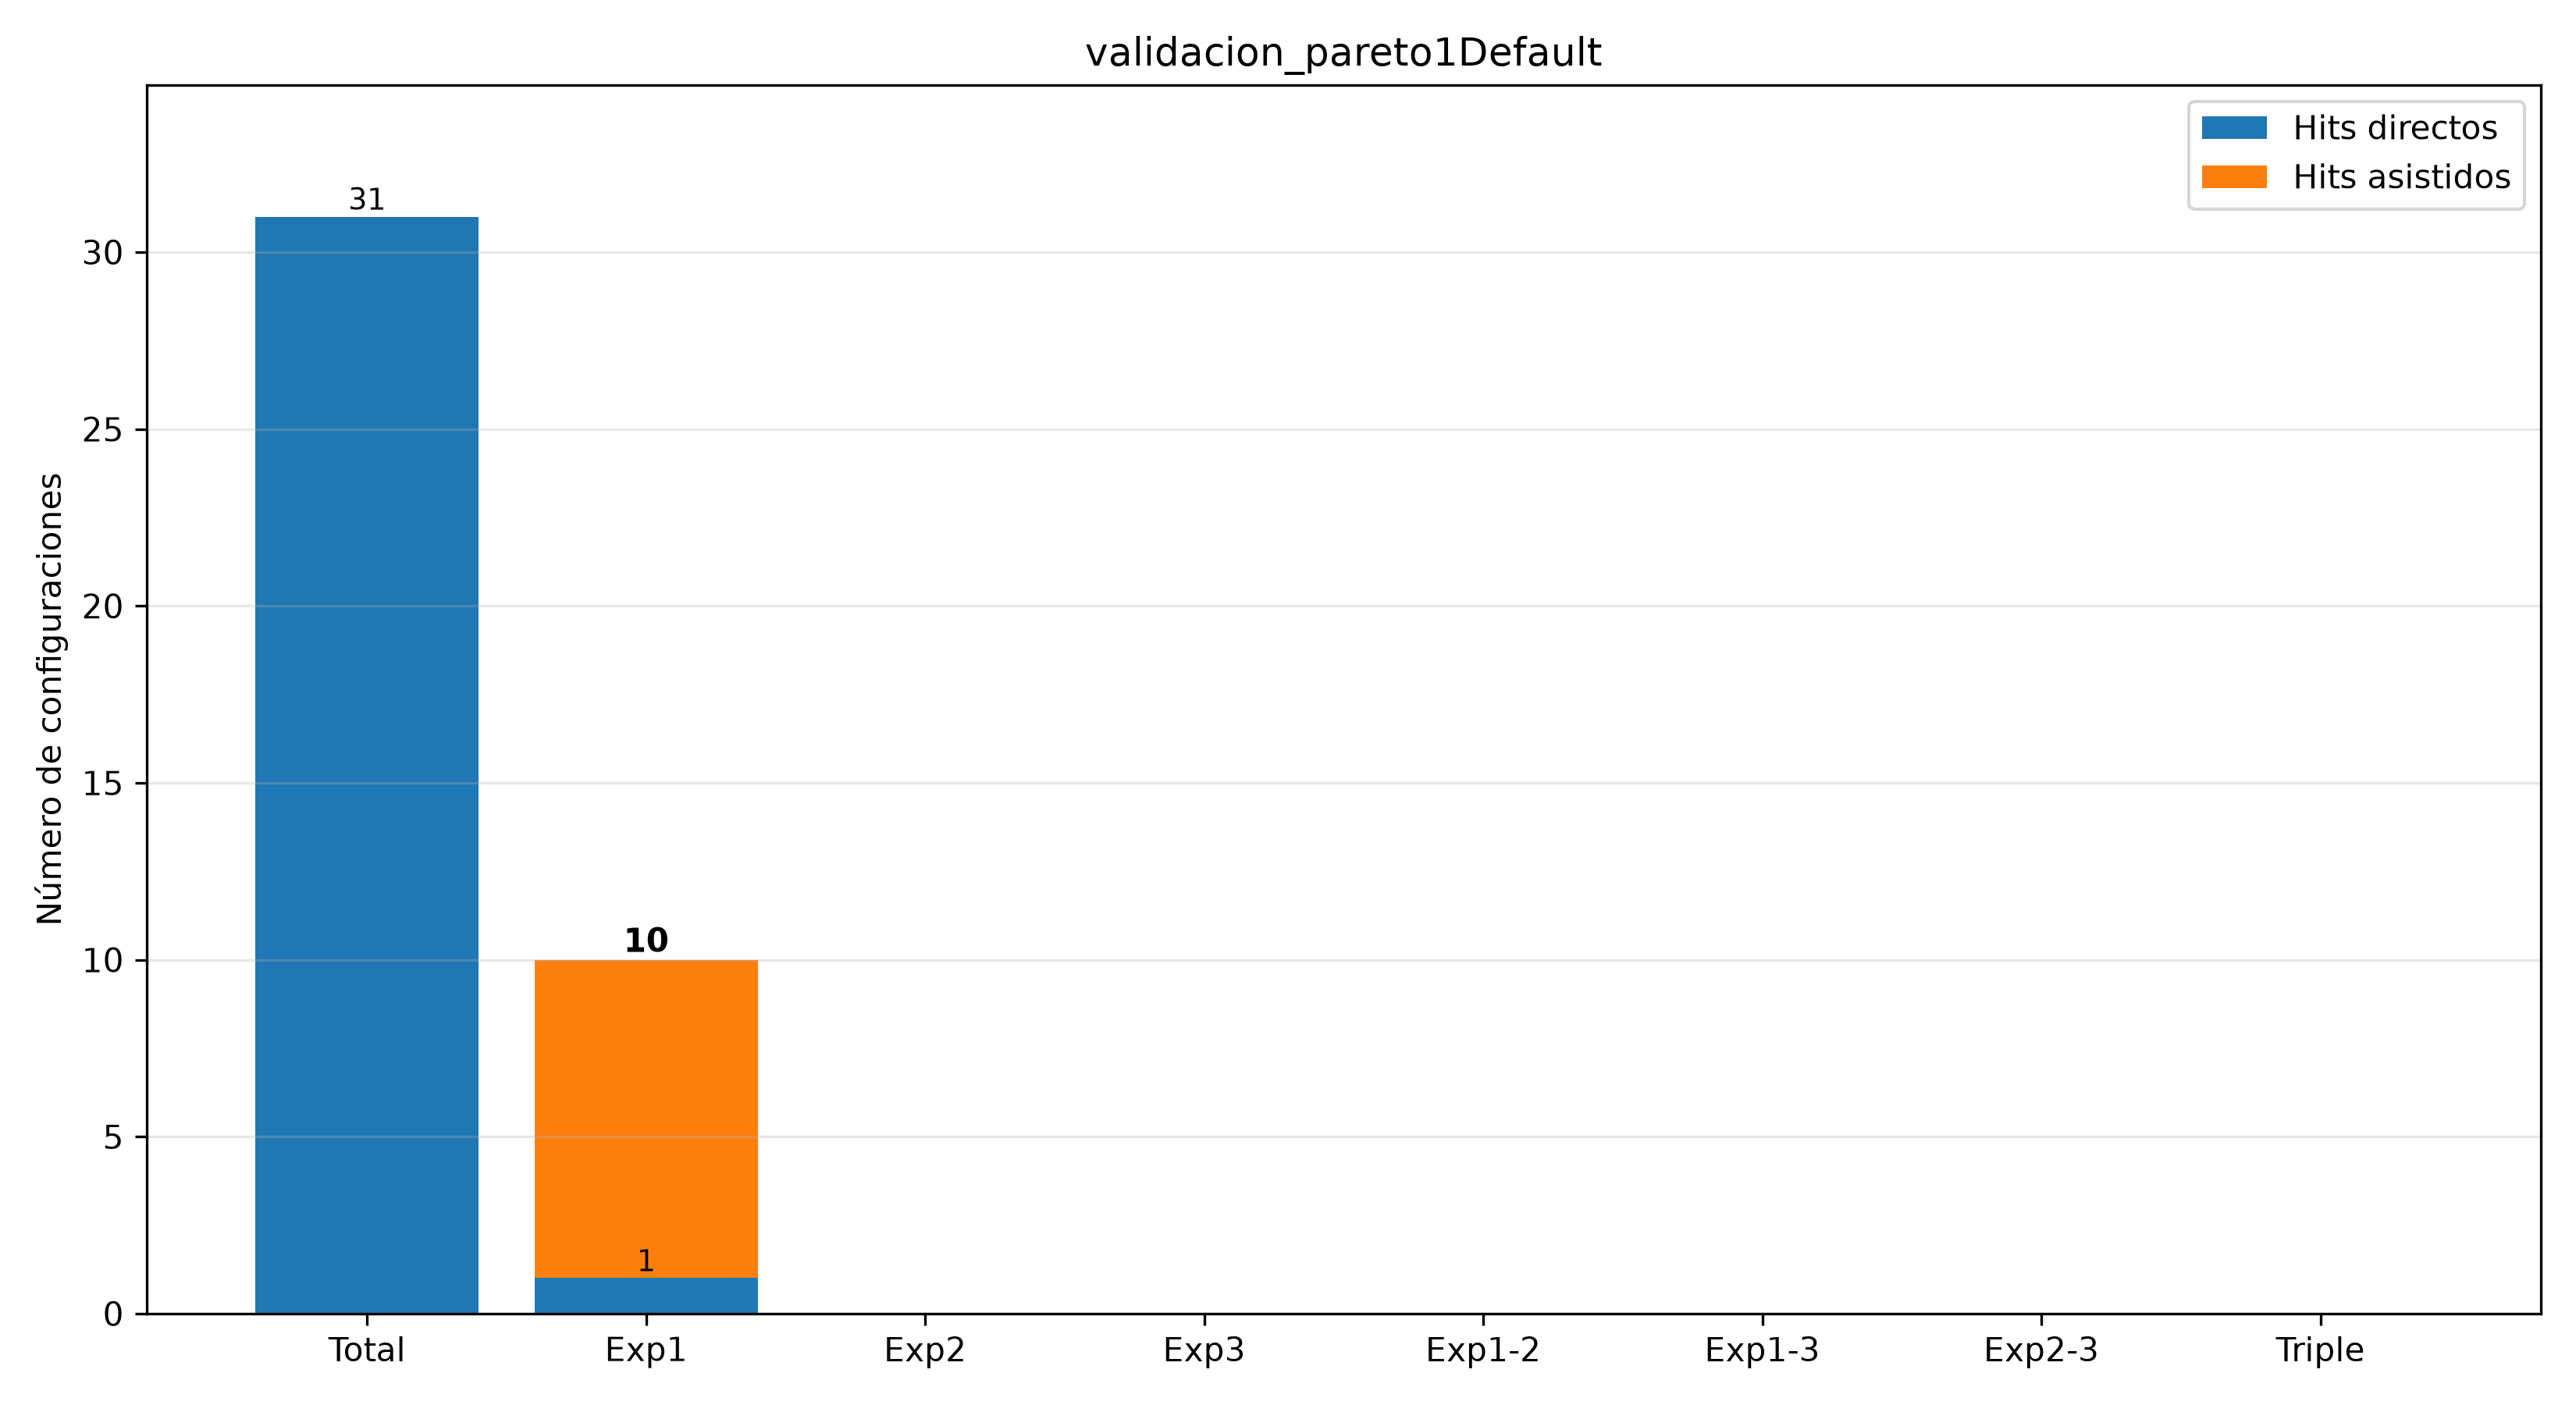 validacion_pareto1Default
Hits directos
Hits asistidos
Número de configuraciones
30
25
20
15
10
5
0
31
10
1
Total
Exp1
Exp2
Exp3
Exp1-2
Exp1-3
Exp2-3
Triple